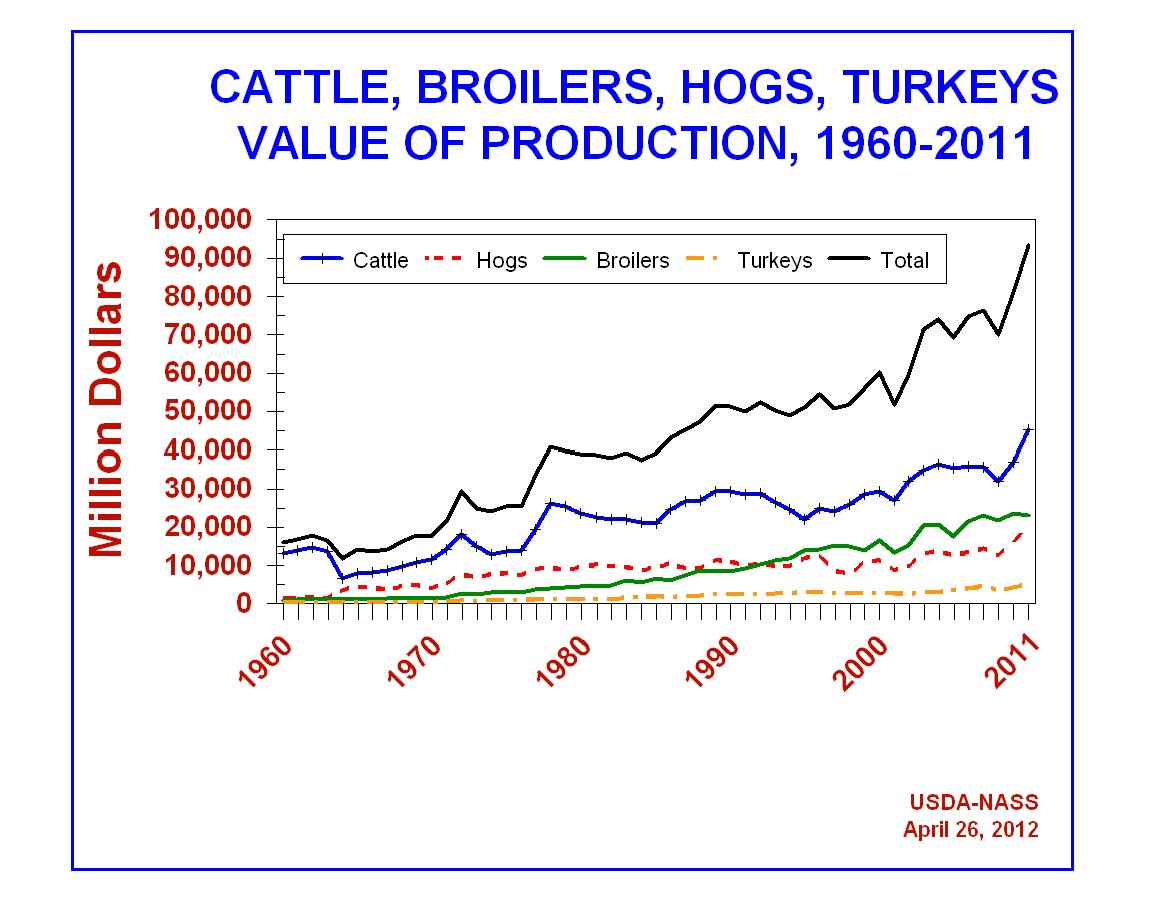 CATTLE, BROILERS, HOGS, TURKEYS
VALUE OF PRODUCTION, 1960-2011
Million Dollars
100,000
90,000
80,000
70,000
60,000
50,000
40,000
30,000
20,000
10,000
0
Cattle Hogs Broilers Turkeys Total
1960 1970 1980 1990 2000 2011
USDA-NASS
April 26, 2012